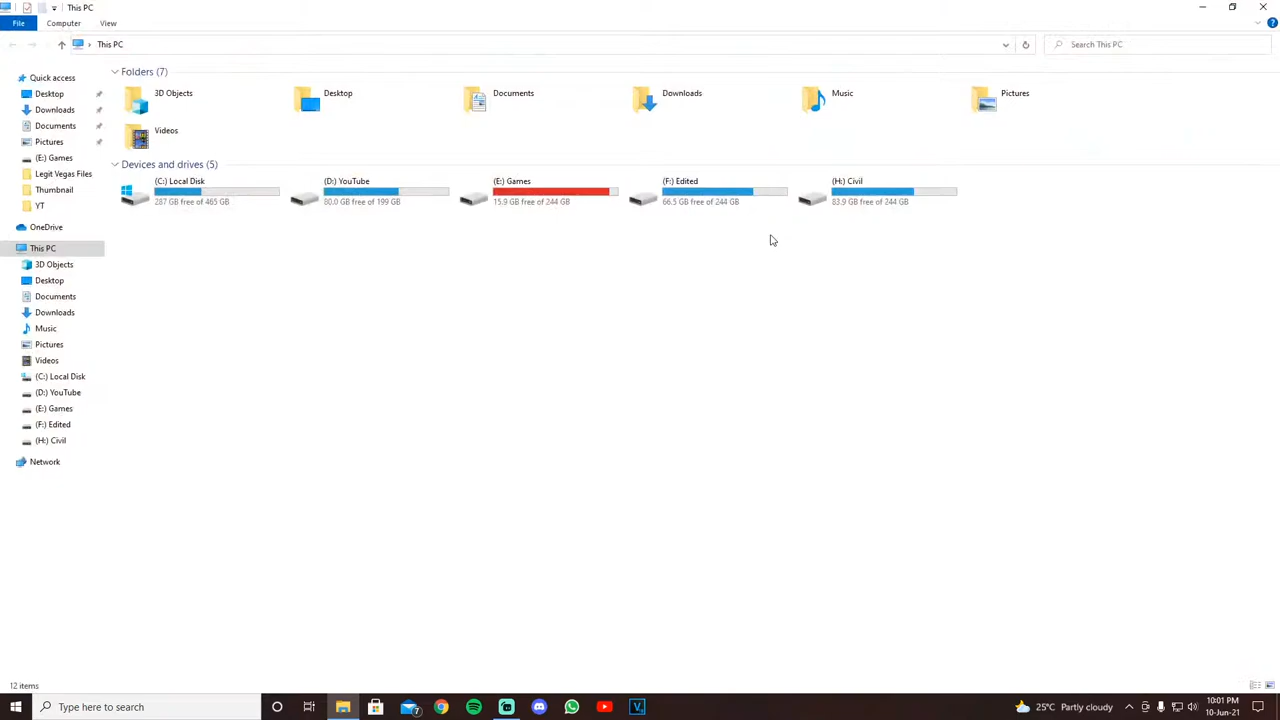 This PC
File
Computer
View
This PC
Search This PC
Quick access
Desktop
Downloads
Documents
Pictures
(E:) Games
Legit Vegas Files
Thumbnail
YT
OneDrive
This PC
3D Objects
Desktop
Documents
Downloads
Music
Pictures
Videos
(C:) Local Disk
(D:) YouTube
(E:) Games
(F:) Edited
(H:) Civil
Network
Folders (7)
3D Objects
Desktop
Documents
Downloads
Music
Pictures
Videos
Devices and drives (5)
(C:) Local Disk
287 GB free of 465 GB
(D:) YouTube
80.0 GB free of 199 GB
(E:) Games
15.9 GB free of 244 GB
(F:) Edited
66.5 GB free of 244 GB
(H:) Civil
83.9 GB free of 244 GB
12 items
Type here to search
7
25°C Partly cloudy
10:01 PM
10-Jun-21